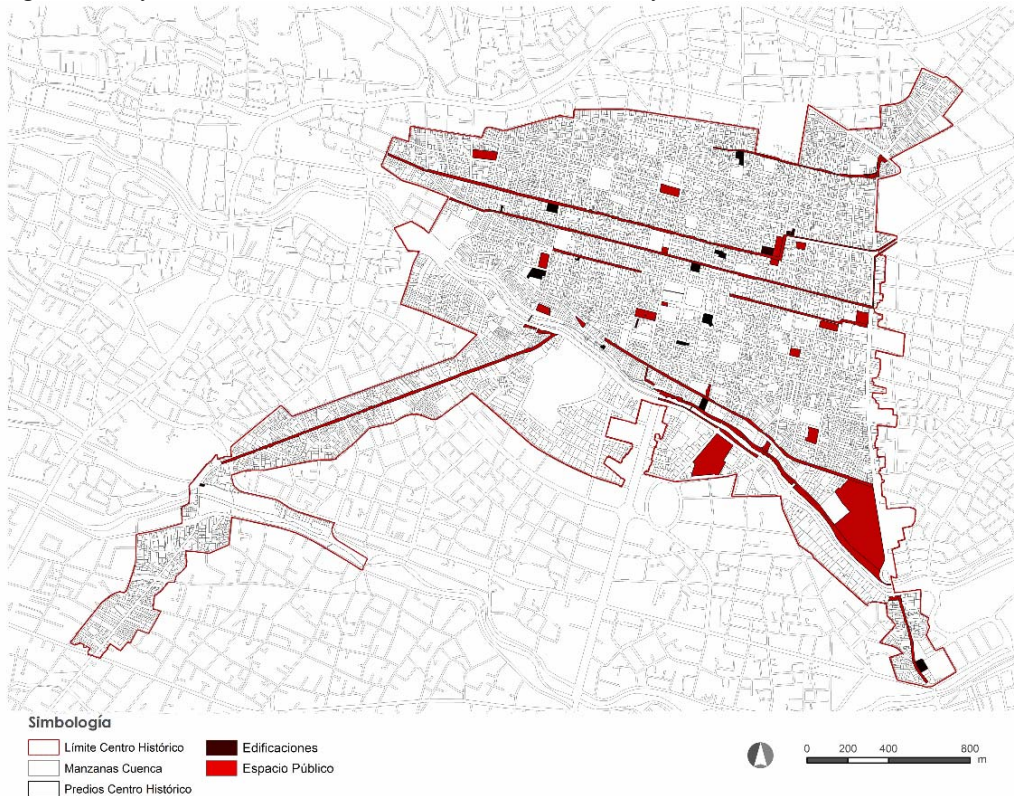 Simbología
Límite Centro Histórico
Manzanas Cuenca
Predios Centro Histórico
Edificaciones
Espacio Público
0 200 400 800
m